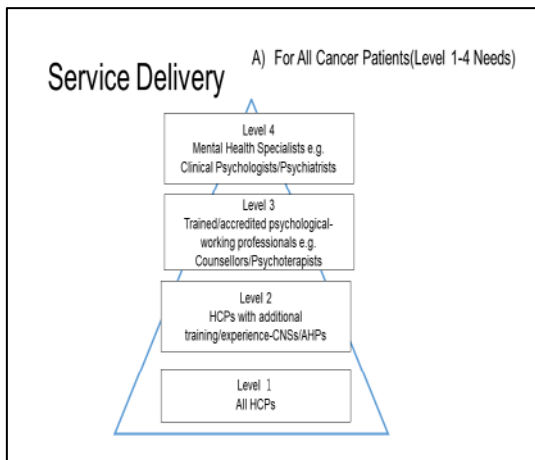 A) For All Cancer Patients(Level 1-4 Needs)
Service Delivery
Level 4
Mental Health Specialists e.g.
Clinical Psychologists/Psychiatrists
Level 3
Trained/accredited psychological-
working professionals e.g.
Counsellors/Psychoterapists
Level 2
HCPs with additional
training/experience-CNSs/AHPs
Level 1
All HCPs